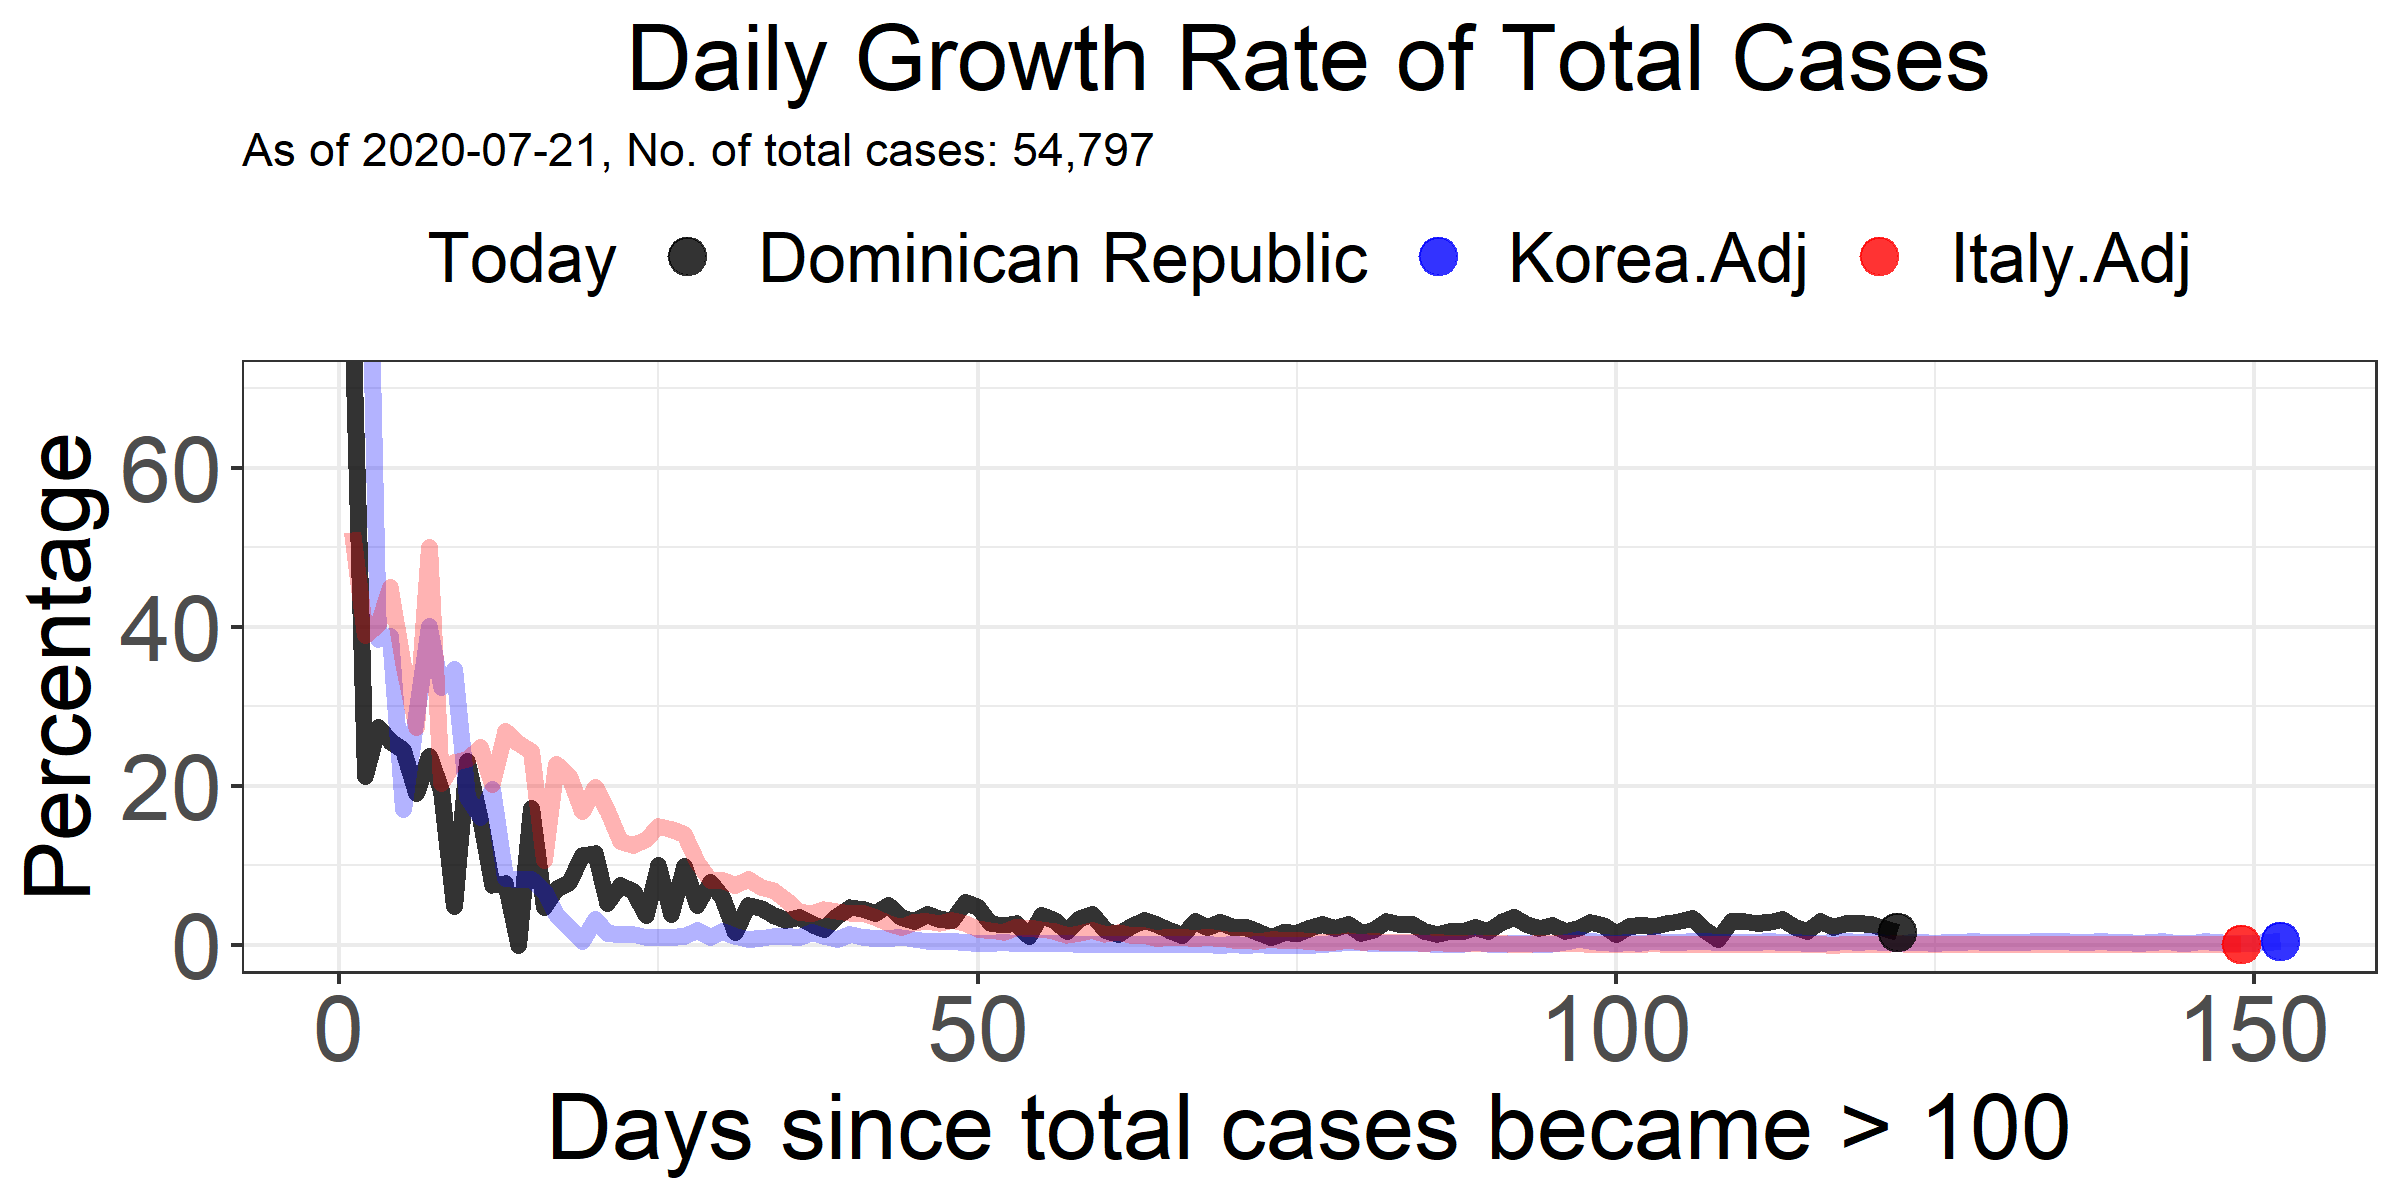 Daily Growth Rate of Total Cases
As of 2020-07-21, No. of total cases: 54,797
Today Dominican Republic Korea.Adj Italy.Adj
Percentage
60
40
20
0
0 50 100 150
Days since total cases became > 100